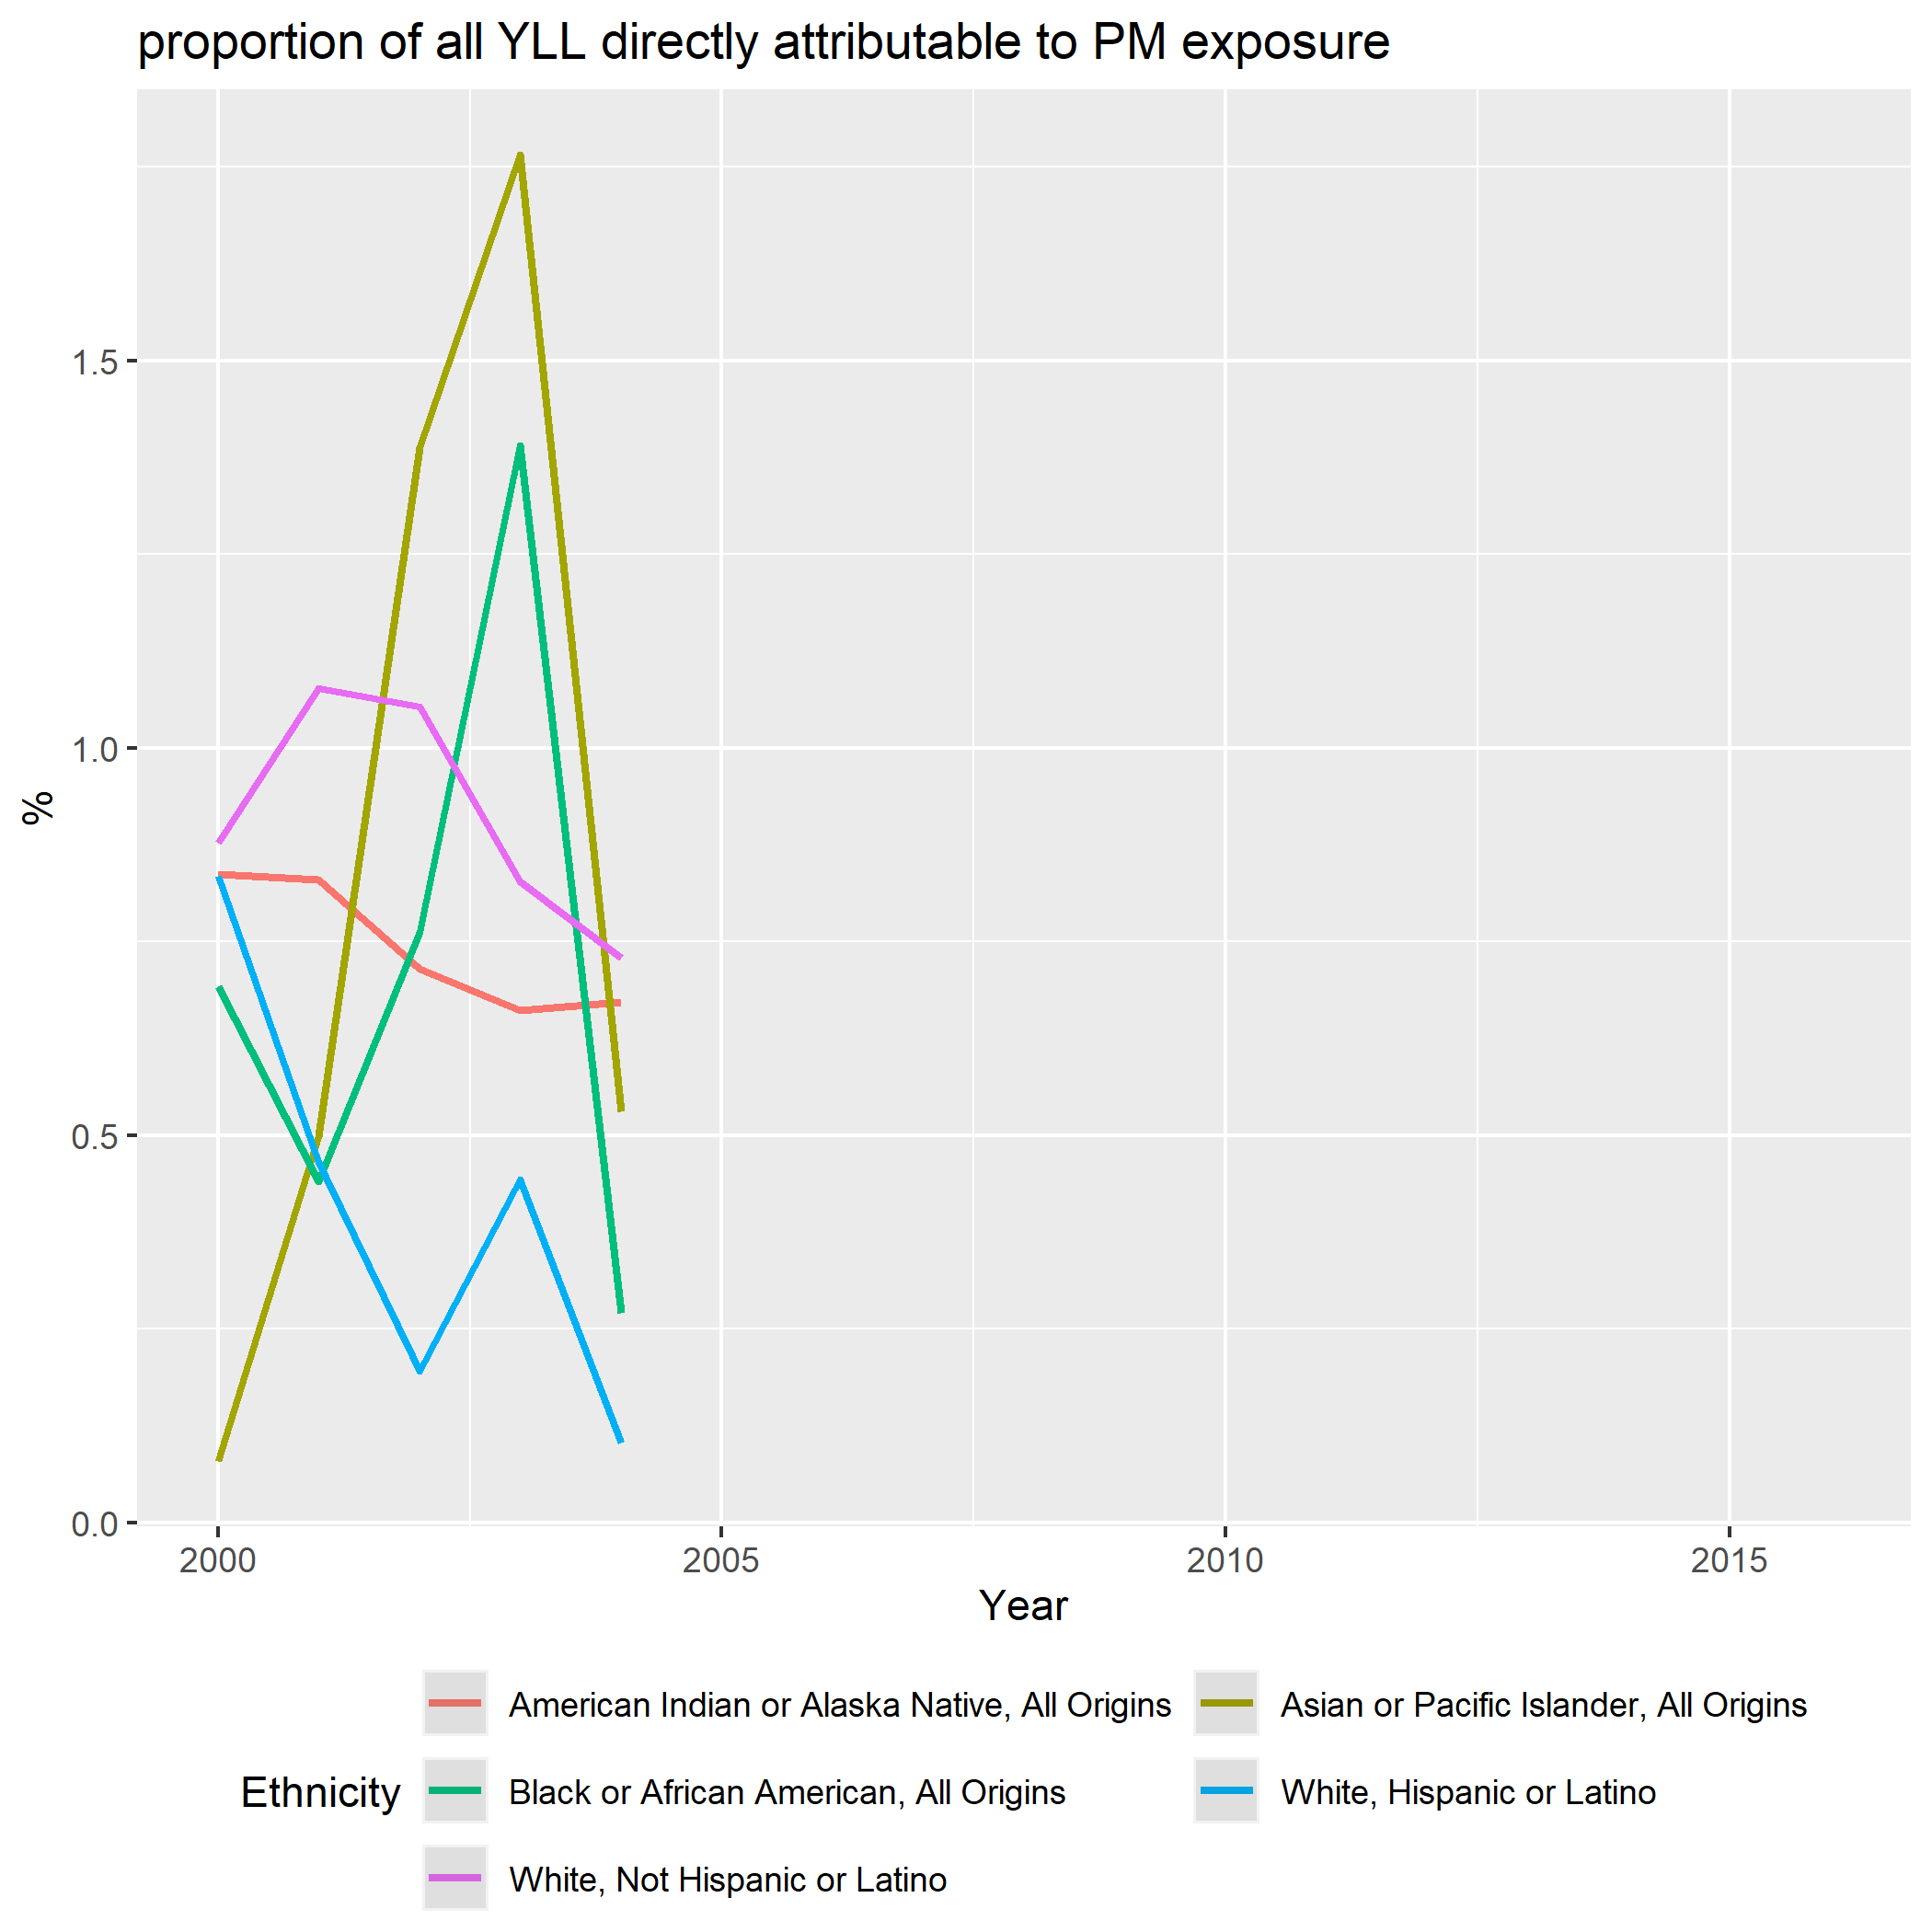 proportion of all YLL directly attributable to PM exposure
1.5
1.0
0.5
0.0
%
2000 2005 2010 2015
Year
Ethnicity
American Indian or Alaska Native, All Origins
Asian or Pacific Islander, All Origins
Black or African American, All Origins
White, Hispanic or Latino
White, Not Hispanic or Latino